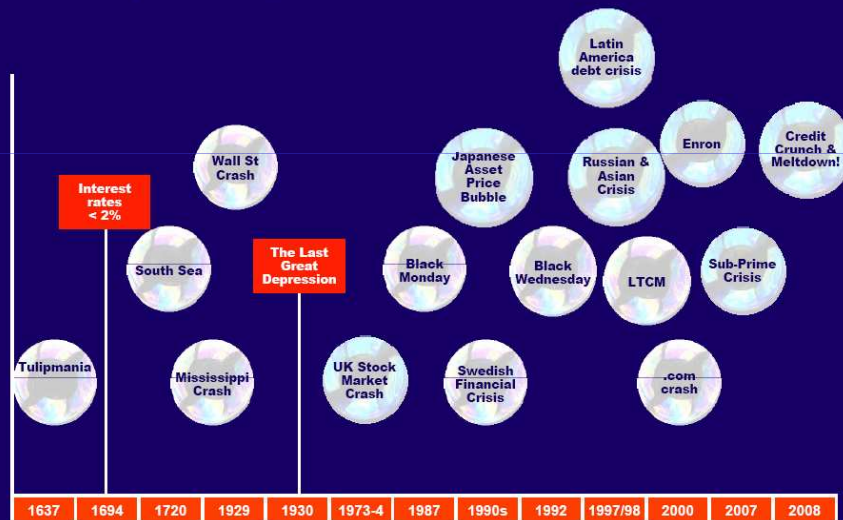 Latin
America
debt crisis
Wall St
Crash
Japanese
Asset
Price
Bubble
Russian &
Asian
Crisis
Enron
Credit
Crunch &
Meltdown!
Interest
rates
< 2%
South Sea
The Last
Great
Depression
Black
Monday
Black
Wednesday
LTCM
Sub-Prime
Crisis
Tulipmania
Mississippi
Crash
UK Stock
Market
Crash
Swedish
Financial
Crisis
.com
crash
1637 1694 1720 1929 1930 1973-4 1987 1990s 1992 1997/98 2000 2007 2008